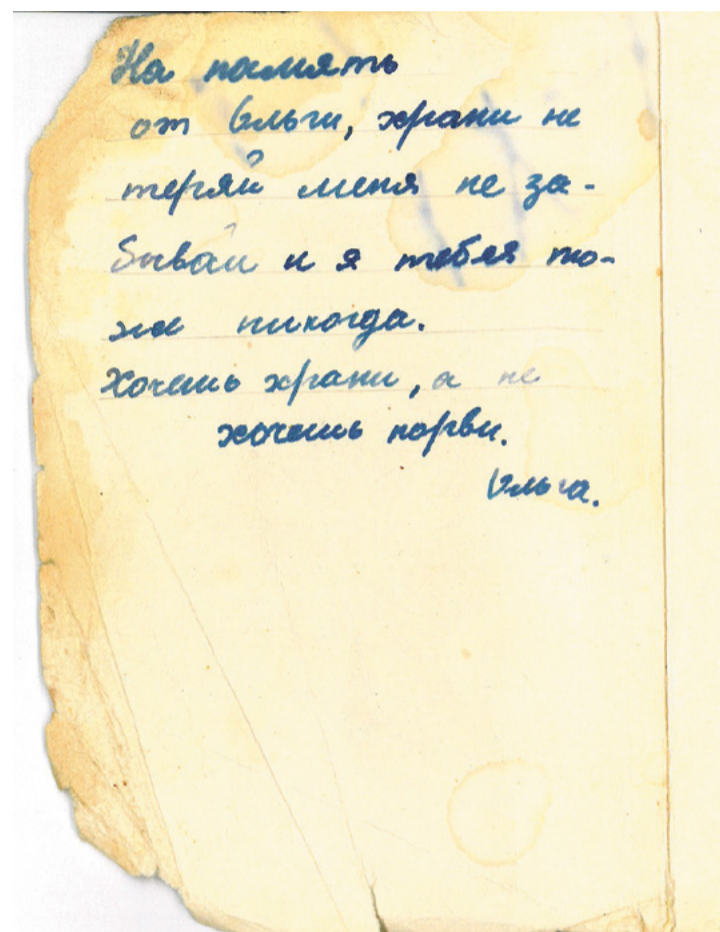 На память
от Ольги, храни не
теряй меня не за-
бывай и я тебя то-
же никогда.
Хочешь храни, а не
хочешь порви.
Ольга.